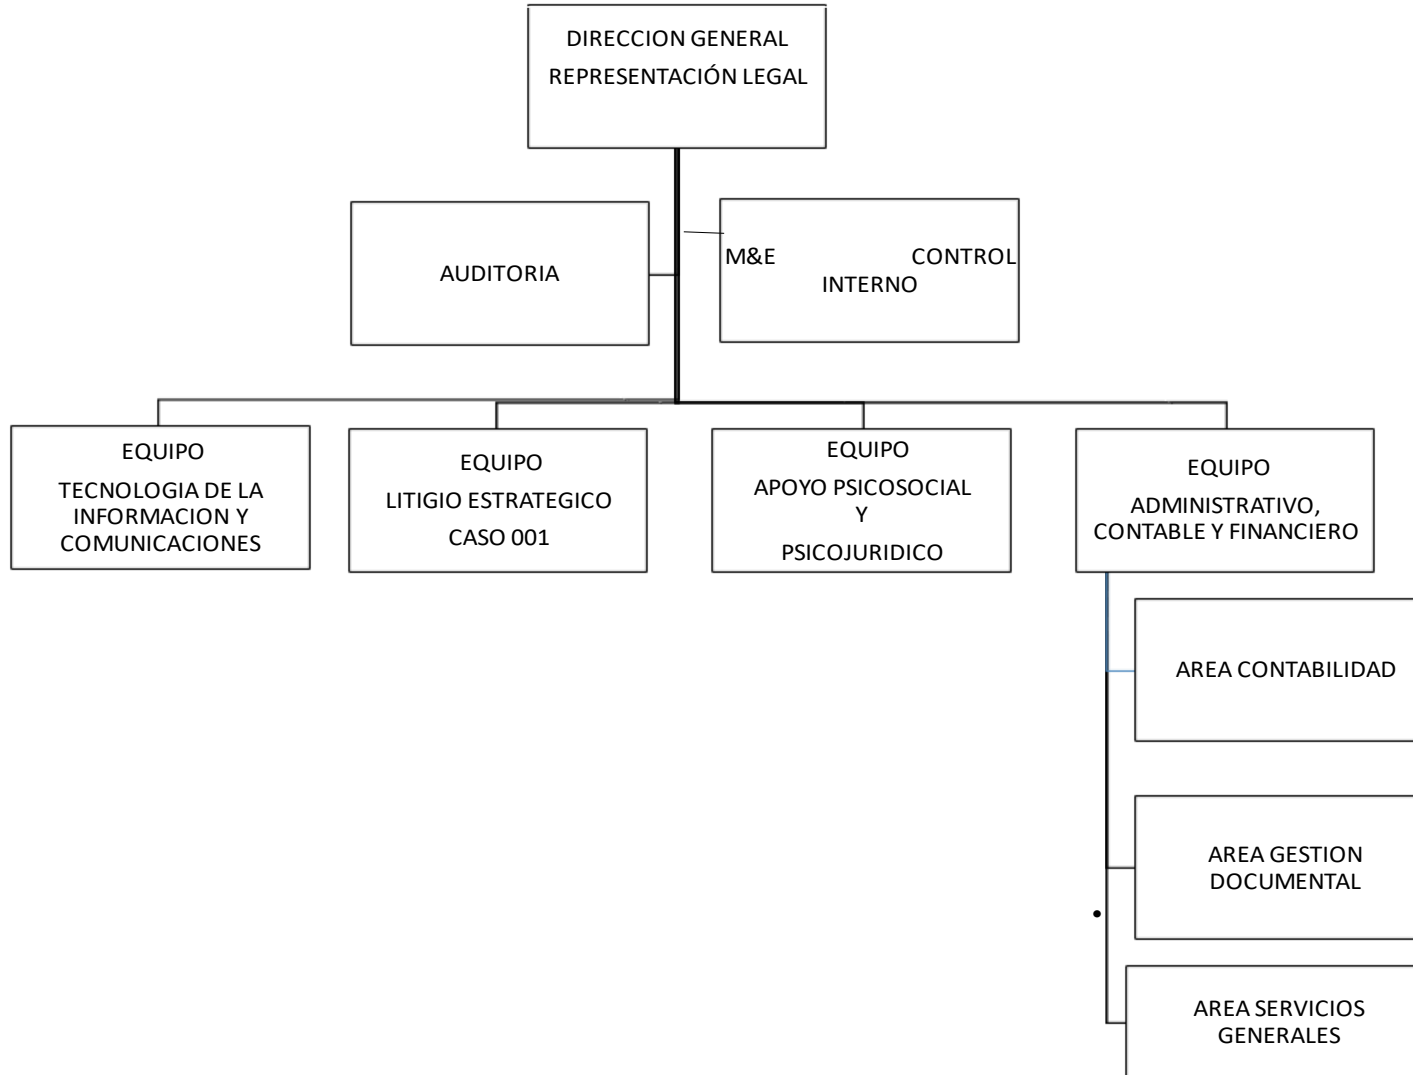 DIRECCION GENERAL
REPRESENTACIÓN LEGAL
AUDITORIA
M&E CONTROL
INTERNO
EQUIPO
TECNOLOGIA DE LA
INFORMACION Y
COMUNICACIONES
EQUIPO
LITIGIO ESTRATEGICO
CASO 001
EQUIPO
APOYO PSICOSOCIAL
Y
PSICOJURIDICO
EQUIPO
ADMINISTRATIVO,
CONTABLE Y FINANCIERO
AREA CONTABILIDAD
AREA GESTION
DOCUMENTAL
•
AREA SERVICIOS
GENERALES